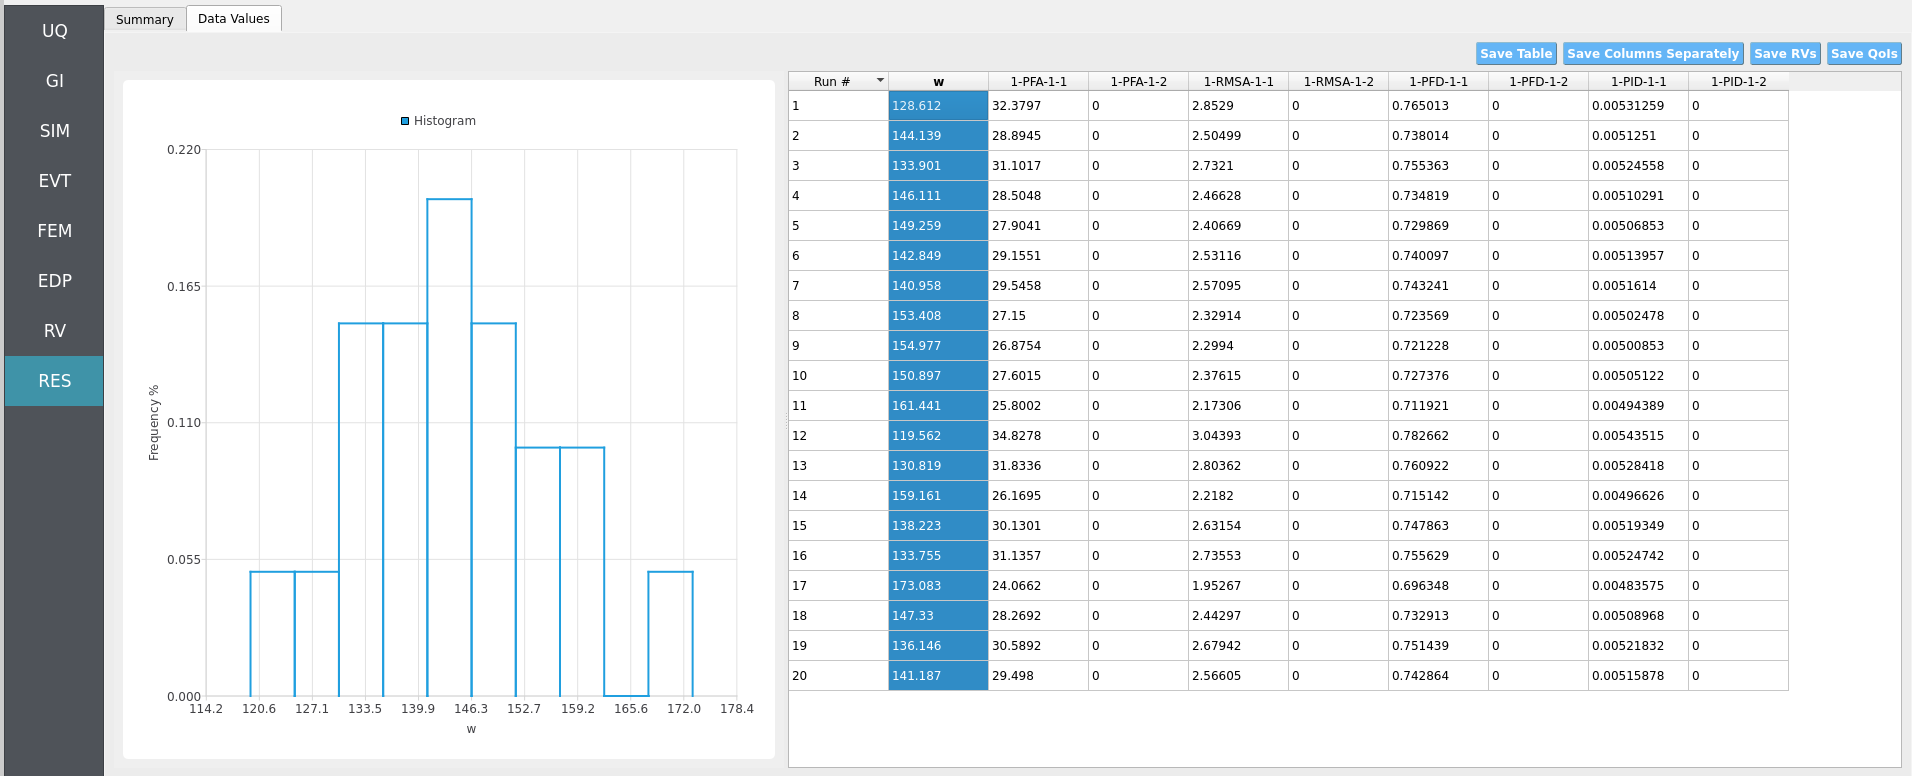 UQ
GI
SIM
EVT
FEM
EDP
RV
RES
Summary Data Values
Save Table Save Columns Separately Save RVs Save QoIs
Histogram
0.220
0.165
0.110
0.055
0.000
Frequency %
114.2 120.6 127.1 133.5 139.9 146.3 152.7 159.2 165.6 172.0 178.4
w
Run # w 1-PFA-1-1 1-PFA-1-2 1-RMSA-1-1 1-RMSA-1-2 1-PFD-1-1 1-PFD-1-2 1-PID-1-1 1-PID-1-2
1 128.612 32.3797 0 2.8529 0 0.765013 0 0.00531259 0
2 144.139 28.8945 0 2.50499 0 0.738014 0 0.0051251 0
3 133.901 31.1017 0 2.7321 0 0.755363 0 0.00524558 0
4 146.111 28.5048 0 2.46628 0 0.734819 0 0.00510291 0
5 149.259 27.9041 0 2.40669 0 0.729869 0 0.00506853 0
6 142.849 29.1551 0 2.53116 0 0.740097 0 0.00513957 0
7 140.958 29.5458 0 2.57095 0 0.743241 0 0.0051614 0
8 153.408 27.15 0 2.32914 0 0.723569 0 0.00502478 0
9 154.977 26.8754 0 2.2994 0 0.721228 0 0.00500853 0
10 150.897 27.6015 0 2.37615 0 0.727376 0 0.00505122 0
11 161.441 25.8002 0 2.17306 0 0.711921 0 0.00494389 0
12 119.562 34.8278 0 3.04393 0 0.782662 0 0.00543515 0
13 130.819 31.8336 0 2.80362 0 0.760922 0 0.00528418 0
14 159.161 26.1695 0 2.2182 0 0.715142 0 0.00496626 0
15 138.223 30.1301 0 2.63154 0 0.747863 0 0.00519349 0
16 133.755 31.1357 0 2.73553 0 0.755629 0 0.00524742 0
17 173.083 24.0662 0 1.95267 0 0.696348 0 0.00483575 0
18 147.33 28.2692 0 2.44297 0 0.732913 0 0.00508968 0
19 136.146 30.5892 0 2.67942 0 0.751439 0 0.00521832 0
20 141.187 29.498 0 2.56605 0 0.742864 0 0.00515878 0